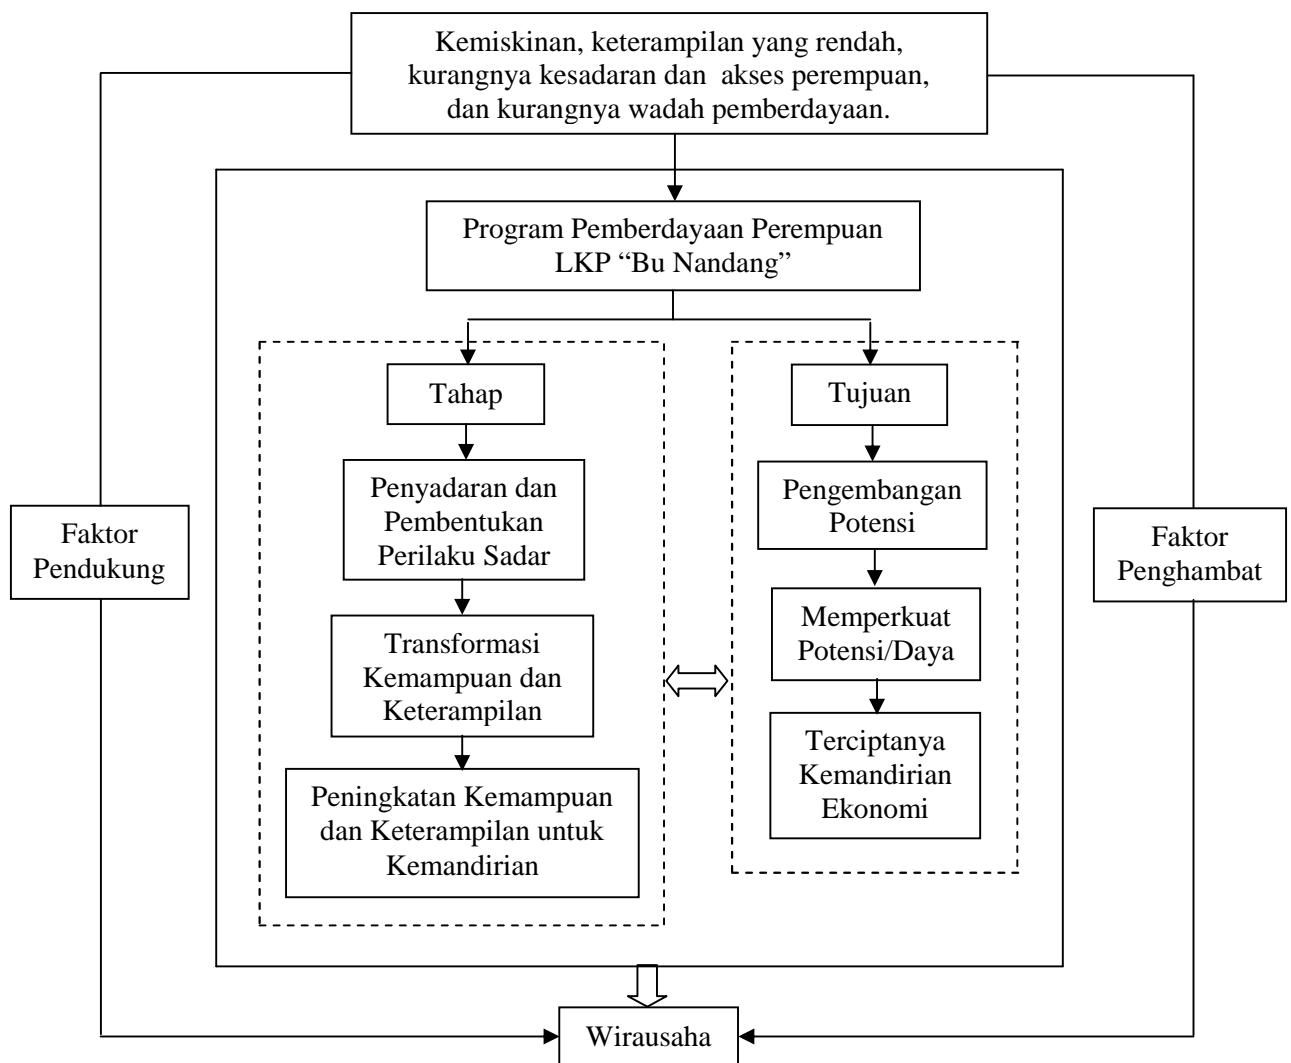 Kemiskinan, keterampilan yang rendah,
kurangnya kesadaran dan akses perempuan,
dan kurangnya wadah pemberdayaan.
Program Pemberdayaan Perempuan
LKP “Bu Nandang”
Tahap
Penyadaran dan
Pembentukan
Perilaku Sadar
Transformasi
Kemampuan dan
Keterampilan
Peningkatan Kemampuan
dan Keterampilan untuk
Kemandirian
Tujuan
Pengembangan
Potensi
Memperkuat
Potensi/Daya
Terciptanya
Kemandirian
Ekonomi
Faktor
Pendukung
Faktor
Penghambat
Wirausaha